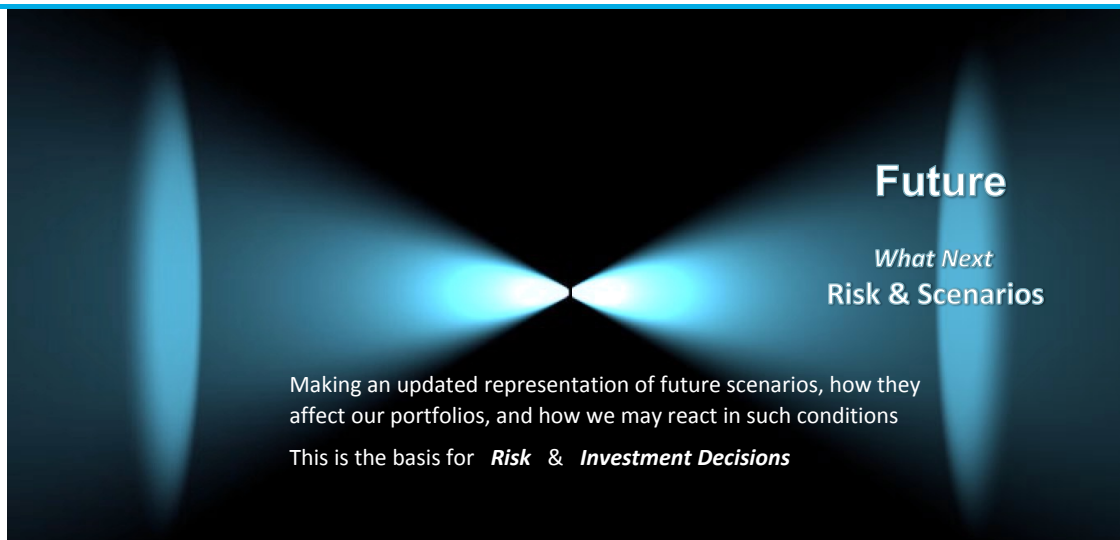 Future
What Next
Risk & Scenarios
Making an updated representation of future scenarios, how they
affect our portfolios, and how we may react in such conditions
This is the basis for Risk & Investment Decisions